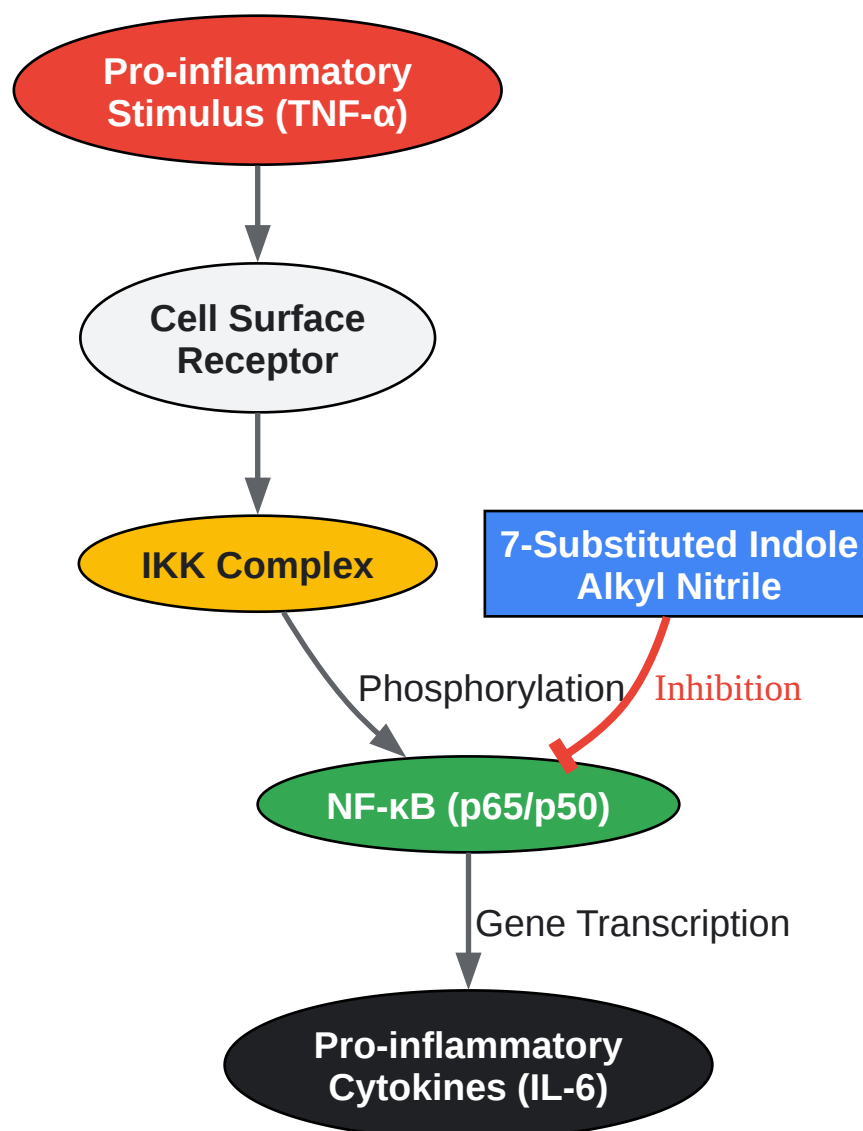 Pro-inflammatory
Stimulus (TNF-α)
Cell Surface
Receptor
IKK Complex
7-Substituted Indole
Alkyl Nitrile
Phosphorylation
Inhibition
NF-κB (p65/p50)
Gene Transcription
Pro-inflammatory
Cytokines (IL-6)